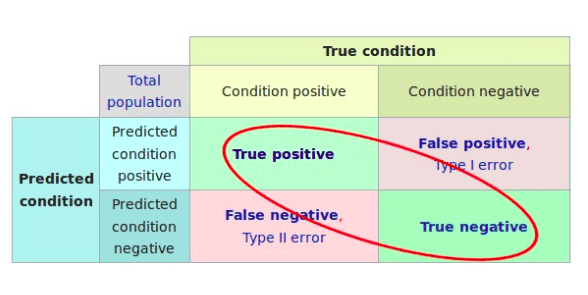 True condition
Total
population
Condition positive
Condition negative
Predicted
condition
Predicted
condition
positive
True positive
False positive,
Type I error
Predicted
condition
negative
False negative,
Type II error
True negative